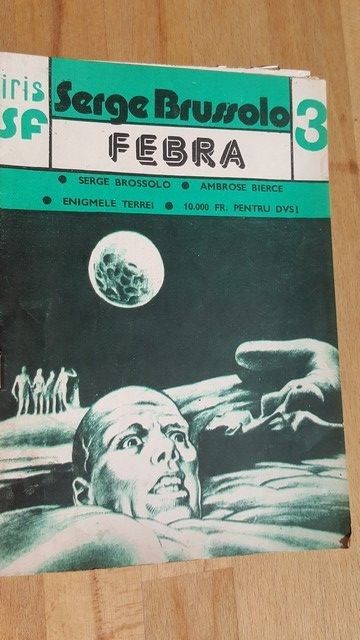 iris
SF
Serge Brussolo
3
FEBRA
● SERGE BROSSOLO ● AMBROSE BIERCE
● ENIGMELE TERREI ● 10.000 FR. PENTRU DVS!